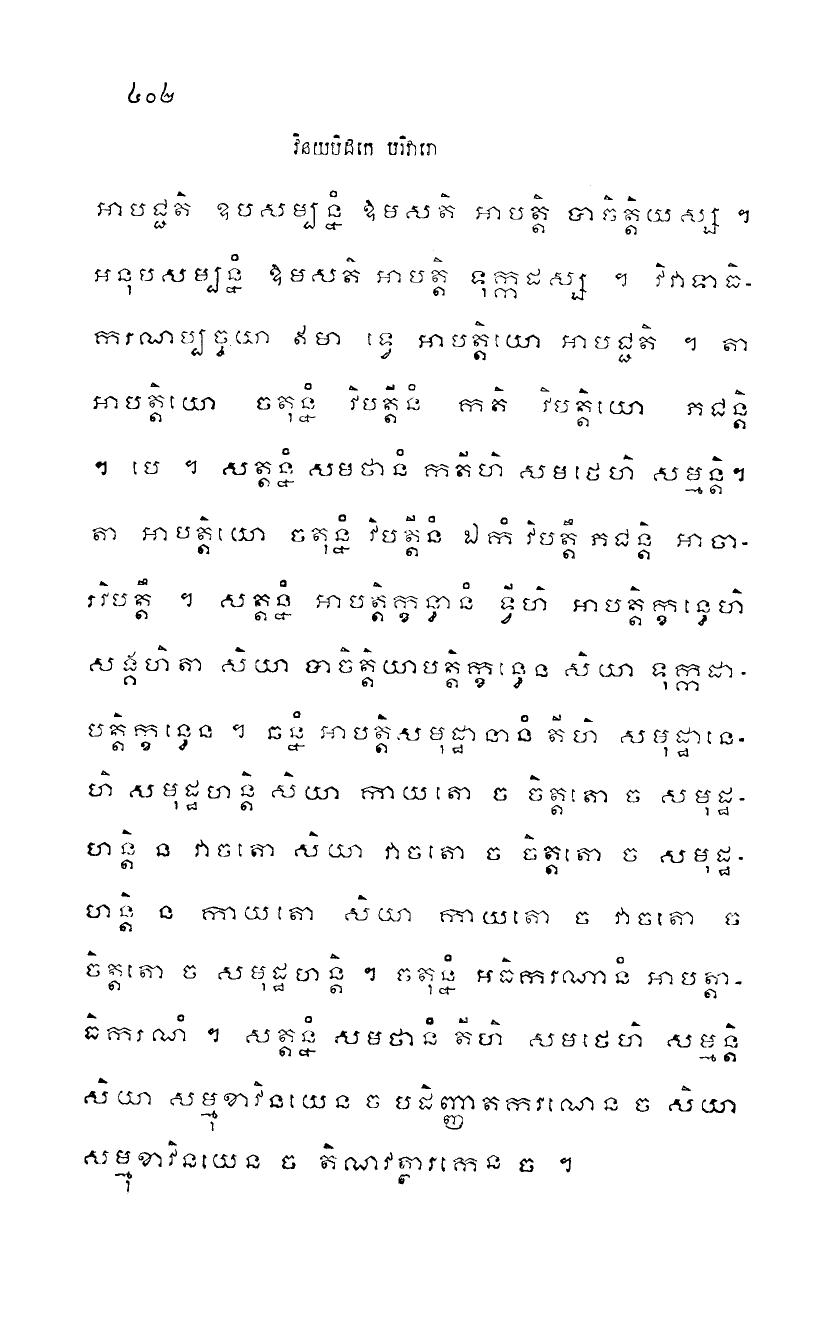 ៤០២
វិនយបិដកេ បរិវារោ
អាបជ្ជតិ ឧបសម្បន្នំ ឱមសតិ អាបត្តិ បាចិត្តិយស្ស ។
អនុបសម្បន្នំ ឱមសតិ អាបត្តិ ទុក្កដស្ស ។ វិវាទាធិ-
ករណប្បច្ចយា ឥមា ទ្វេ អាបត្តិយោ អាបជ្ជតិ ។ តា
អាបត្តិយោ ចតុន្នំ វិបត្តីនំ កតិ វិបត្តិយោ ភជន្តិ
។ បេ ។ សត្តន្នំ សមថានំ កតីហិ សមថេហិ សម្មន្តិ។
តា អាបត្តិយោ ចតុន្នំ វិបត្តីនំ ឯកំ វិបត្តឹ ភជន្តិ អាចា-
រវិបត្តឹ ។ សត្តន្នំ អាបត្តិក្ខន្ធានំ ទ្វីហិ អាបត្តិក្ខន្ធេហិ
សង្គហិតា សិយា បាចិត្តិយាបត្តិក្ខន្ធេន សិយា ទុក្កដា-
បត្តិក្ខន្ធេន ។ ឆន្នំ អាបត្តិសមុដ្ឋានានំ តីហិ សមុដ្ឋានេ-
ហិ សមុដ្ឋហន្តិ សិយា កាយតោ ច ចិត្តតោ ច សមុដ្ឋ-
ហន្តិ ន វាចតោ សិយា វាចតោ ច ចិត្តតោ ច សមុដ្ឋ-
ហន្តិ ន កាយតោ សិយា កាយតោ ច វាចតោ ច
ចិត្តតោ ច សមុដ្ឋហន្តិ ។ ចតុន្នំ អធិករណានំ អាបត្តា-
ធិករណំ ។ សត្តន្នំ សមថានំ តីហិ សមថេហិ សម្មន្តិ
សិយា សម្មុខាវិនយេន ច បដិញ្ញាតករណេន ច សិយា
សម្មុខាវិនយេន ច តិណវត្ថារកេន ច ។